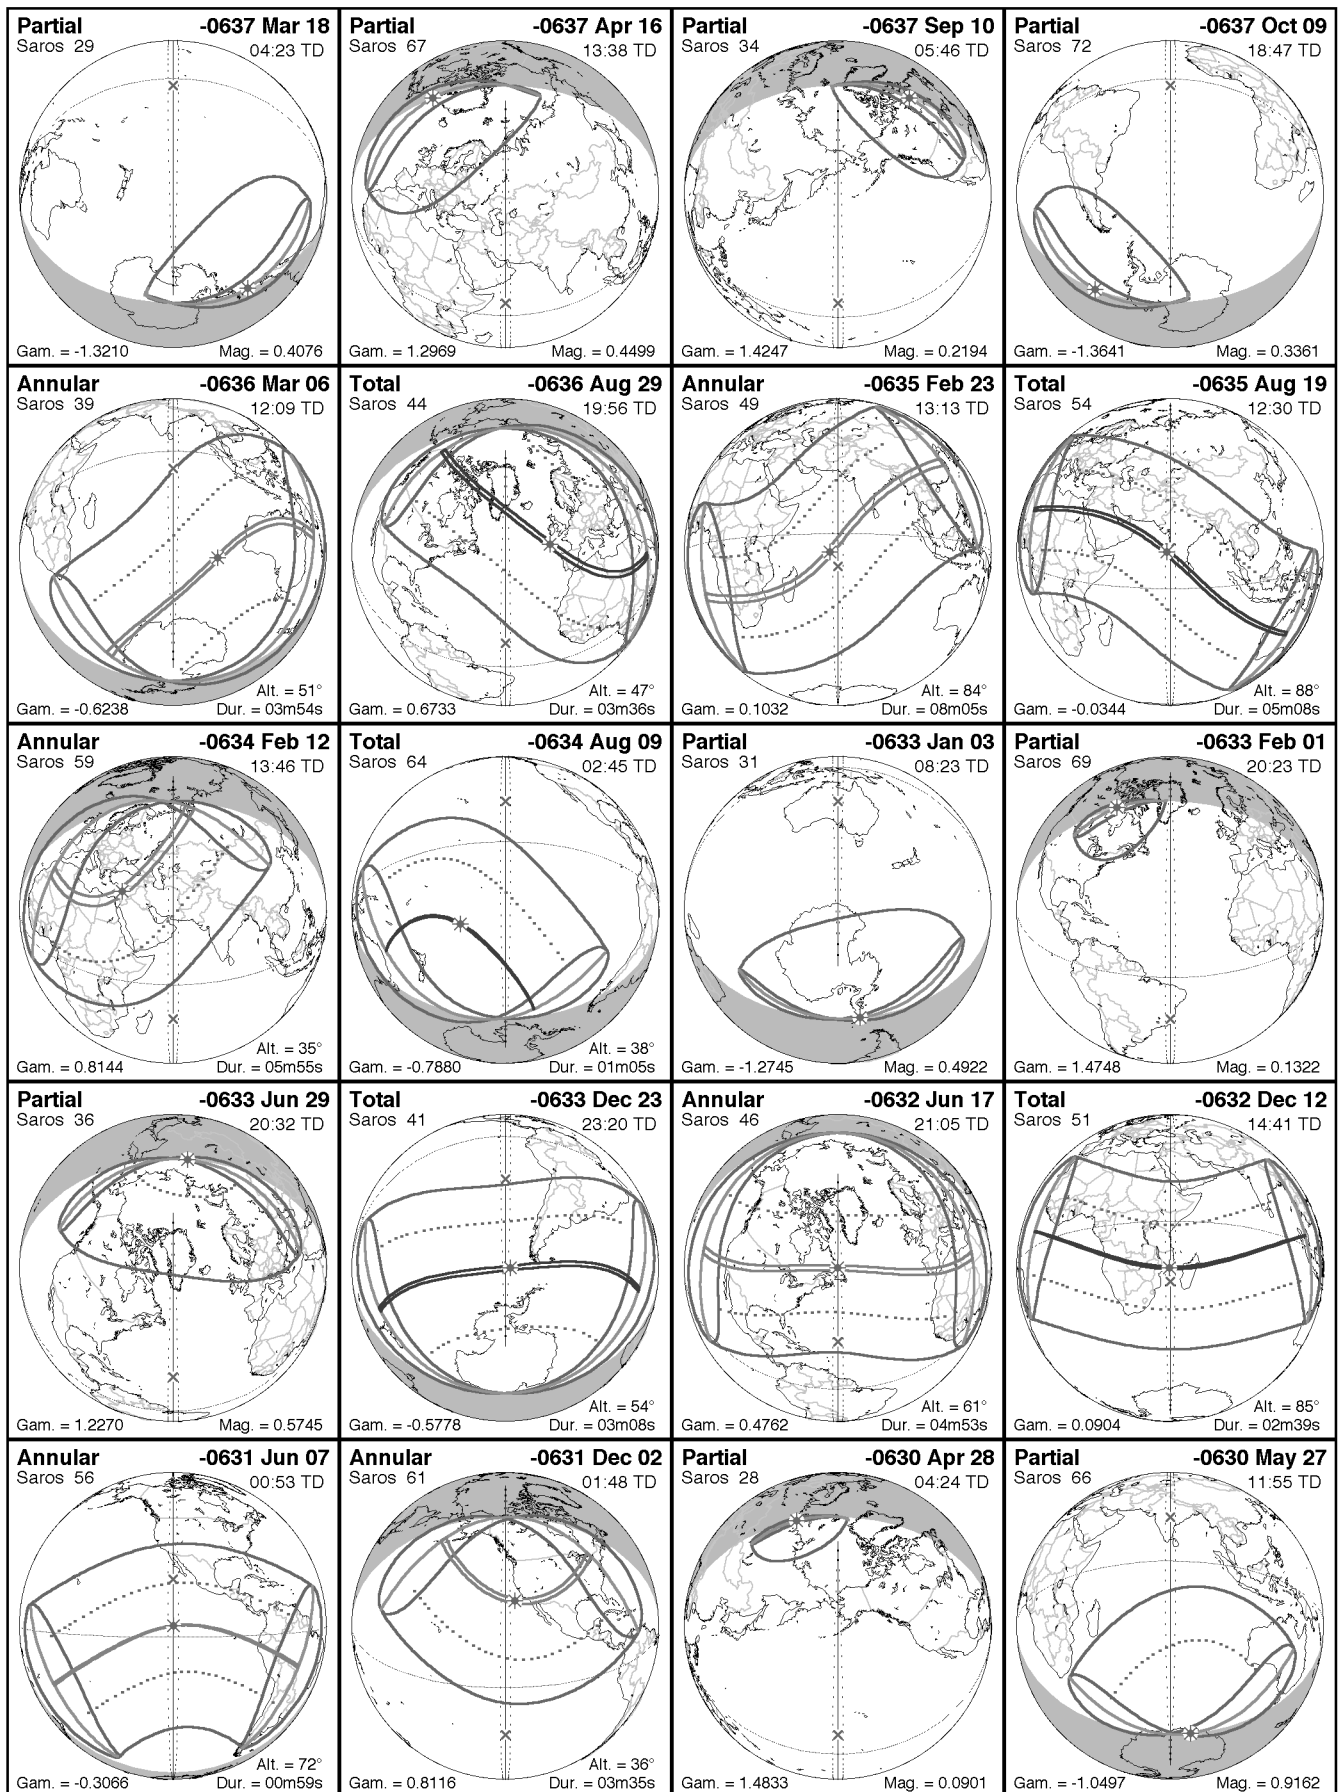 Partial -0637 Mar 18
Saros 29 04:23 TD
Gam. = -1.3210 Mag. = 0.4076
Partial -0637 Apr 16
Saros 67 13:38 TD
Gam. = 1.2969 Mag. = 0.4499
Partial -0637 Sep 10
Saros 34 05:46 TD
Gam. = 1.4247 Mag. = 0.2194
Partial -0637 Oct 09
Saros 72 18:47 TD
Gam. = -1.3641 Mag. = 0.3361
Annular -0636 Mar 06
Saros 39 12:09 TD
Alt. = 51°
Gam. = -0.6238 Dur. = 03m54s
Total -0636 Aug 29
Saros 44 19:56 TD
Alt. = 47°
Gam. = 0.6733 Dur. = 03m36s
Annular -0635 Feb 23
Saros 49 13:13 TD
Alt. = 84°
Gam. = 0.1032 Dur. = 08m05s
Total -0635 Aug 19
Saros 54 12:30 TD
Alt. = 88°
Gam. = -0.0344 Dur. = 05m08s
Annular -0634 Feb 12
Saros 59 13:46 TD
Alt. = 35°
Gam. = 0.8144 Dur. = 05m55s
Total -0634 Aug 09
Saros 64 02:45 TD
Alt. = 38°
Gam. = -0.7880 Dur. = 01m05s
Partial -0633 Jan 03
Saros 31 08:23 TD
Gam. = -1.2745 Mag. = 0.4922
Partial -0633 Feb 01
Saros 69 20:23 TD
Gam. = 1.4748 Mag. = 0.1322
Partial -0633 Jun 29
Saros 36 20:32 TD
Gam. = 1.2270 Mag. = 0.5745
Total -0633 Dec 23
Saros 41 23:20 TD
Alt. = 54°
Gam. = -0.5778 Dur. = 03m08s
Annular -0632 Jun 17
Saros 46 21:05 TD
Alt. = 61°
Gam. = 0.4762 Dur. = 04m53s
Total -0632 Dec 12
Saros 51 14:41 TD
Alt. = 85°
Gam. = 0.0904 Dur. = 02m39s
Annular -0631 Jun 07
Saros 56 00:53 TD
Alt. = 72°
Gam. = -0.3066 Dur. = 00m59s
Annular -0631 Dec 02
Saros 61 01:48 TD
Alt. = 36°
Gam. = 0.8116 Dur. = 03m35s
Partial -0630 Apr 28
Saros 28 04:24 TD
Gam. = 1.4833 Mag. = 0.0901
Partial -0630 May 27
Saros 66 11:55 TD
Gam. = -1.0497 Mag. = 0.9162